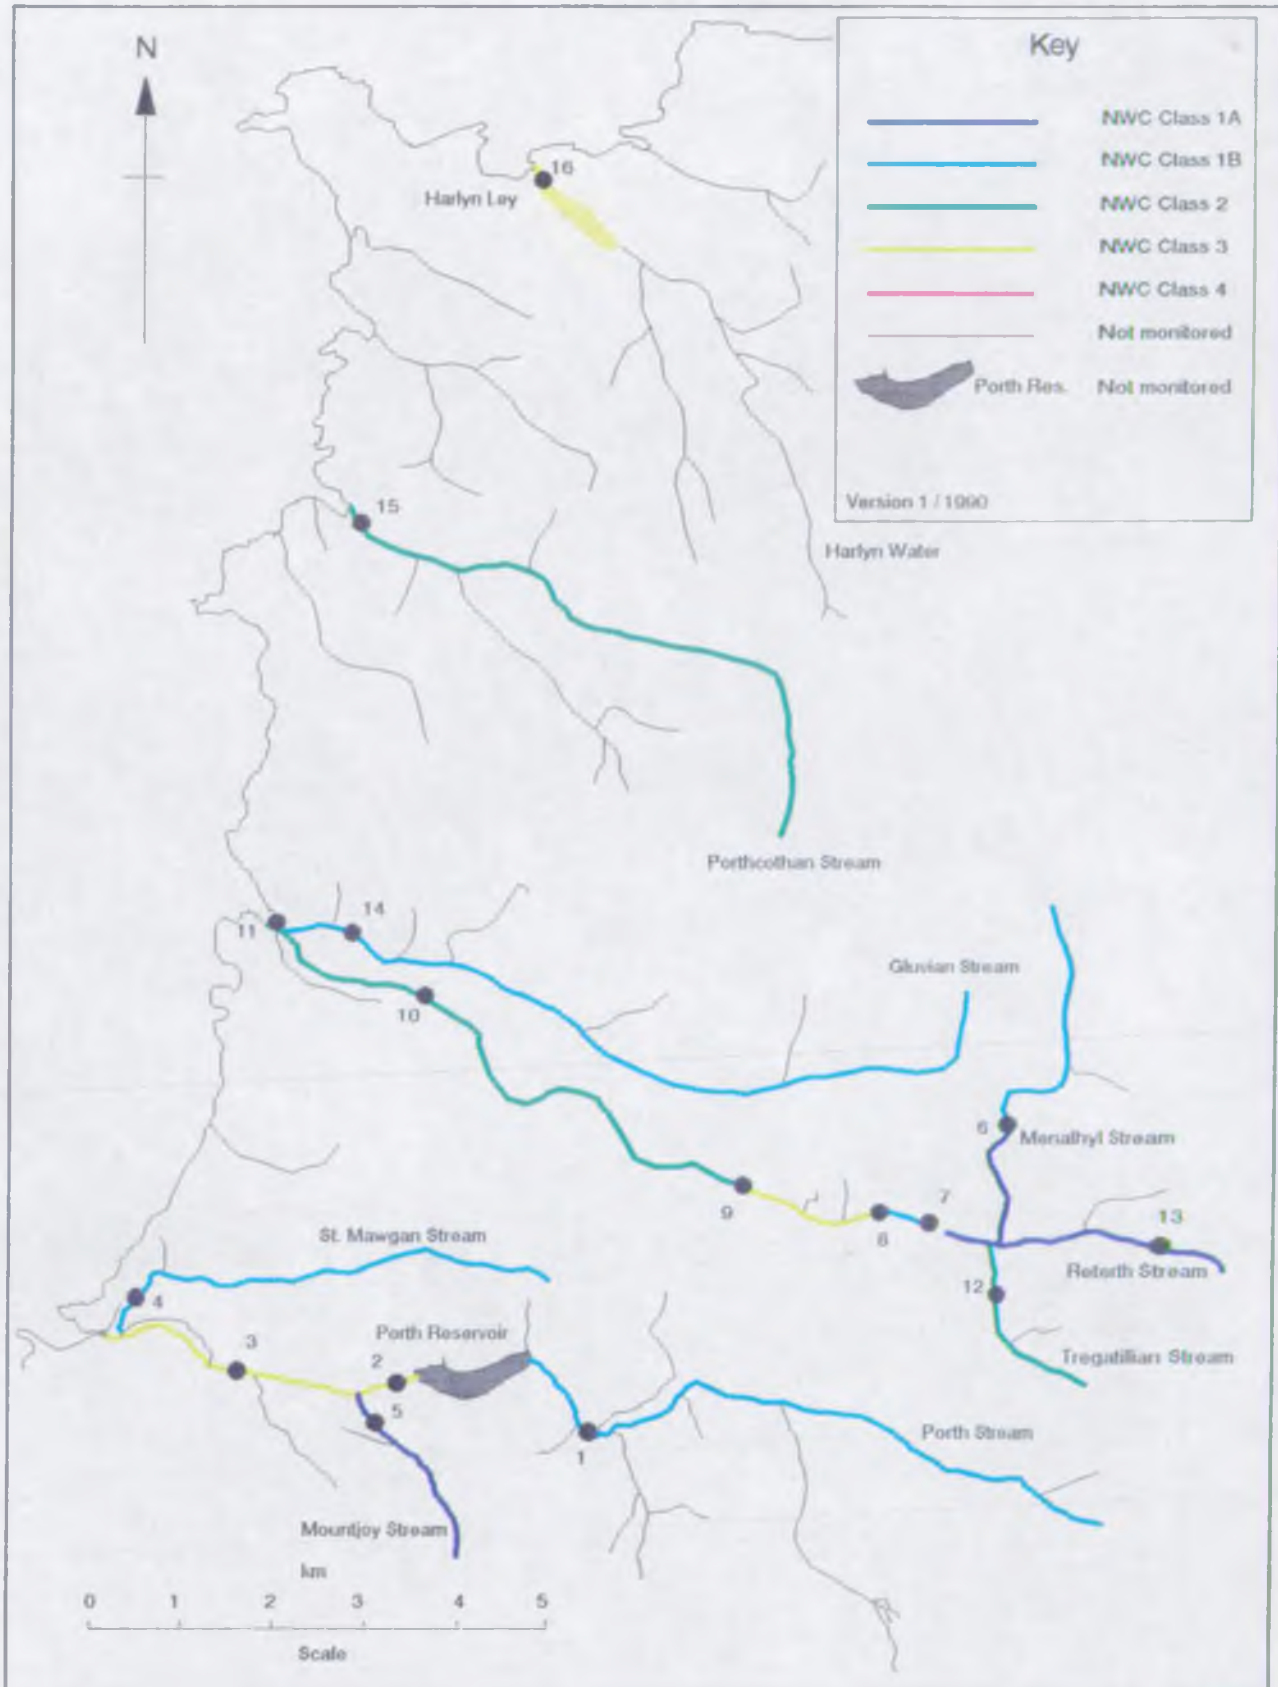 N
Key
NWC Class 1A
NWC Class 1B
NWC Class 2
NWC Class 3
NWC Class 4
Not monitored
Porth Res. Not monitored
Version 1 / 1990
16
Harlyn Ley
15
Harlyn Water
Porthcothan Stream
14
11
Gluvian Stream
10
6
Menalhyl Stream
9
8
7
13
St. Mawgan Stream
Reterth Stream
12
4
3
Porth Reservoir
2
Tregatillian Stream
5
1
Porth Stream
Mountjoy Stream
km
0 1 2 3 4 5
Scale